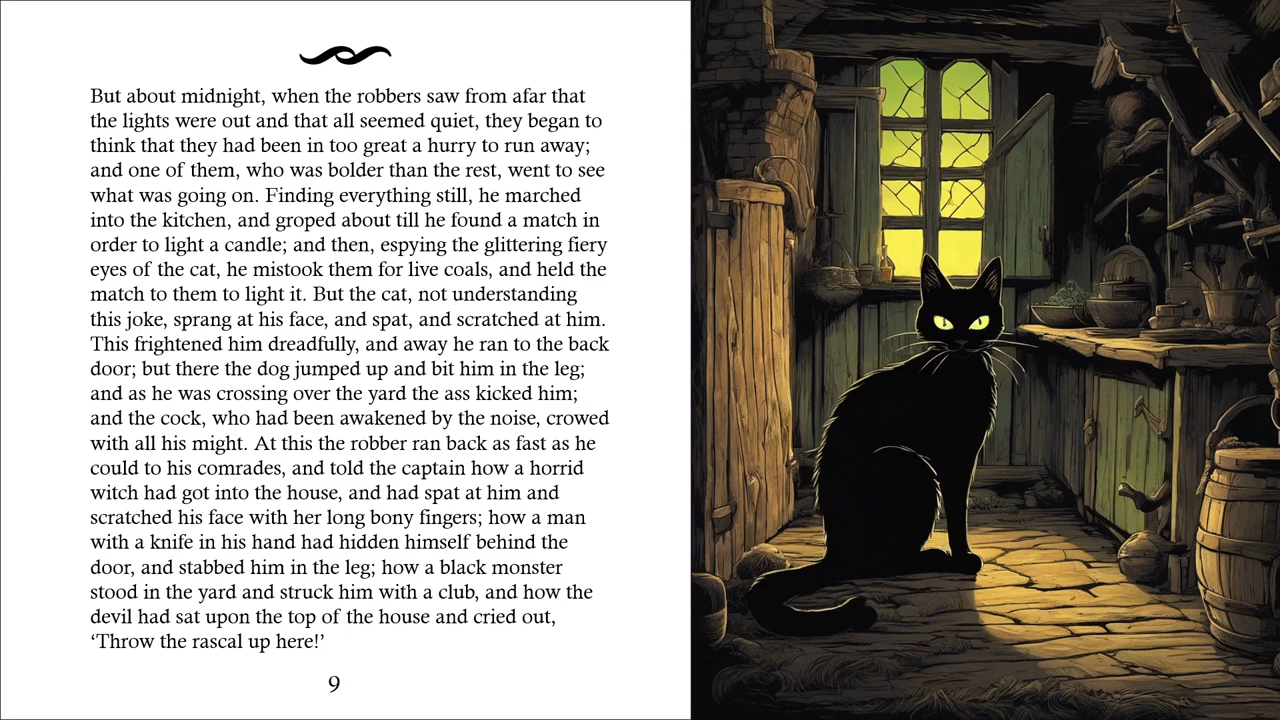 But about midnight, when the robbers saw from afar that
the lights were out and that all seemed quiet, they began to
think that they had been in too great a hurry to run away;
and one of them, who was bolder than the rest, went to see
what was going on. Finding everything still, he marched
into the kitchen, and groped about till he found a match in
order to light a candle; and then, espying the glittering fiery
eyes of the cat, he mistook them for live coals, and held the
match to them to light it. But the cat, not understanding
this joke, sprang at his face, and spat, and scratched at him.
This frightened him dreadfully, and away he ran to the back
door; but there the dog jumped up and bit him in the leg;
and as he was crossing over the yard the ass kicked him;
and the cock, who had been awakened by the noise, crowed
with all his might. At this the robber ran back as fast as he
could to his comrades, and told the captain how a horrid
witch had got into the house, and had spat at him and
scratched his face with her long bony fingers; how a man
with a knife in his hand had hidden himself behind the
door, and stabbed him in the leg; how a black monster
stood in the yard and struck him with a club, and how the
devil had sat upon the top of the house and cried out,
‘Throw the rascal up here!’
9